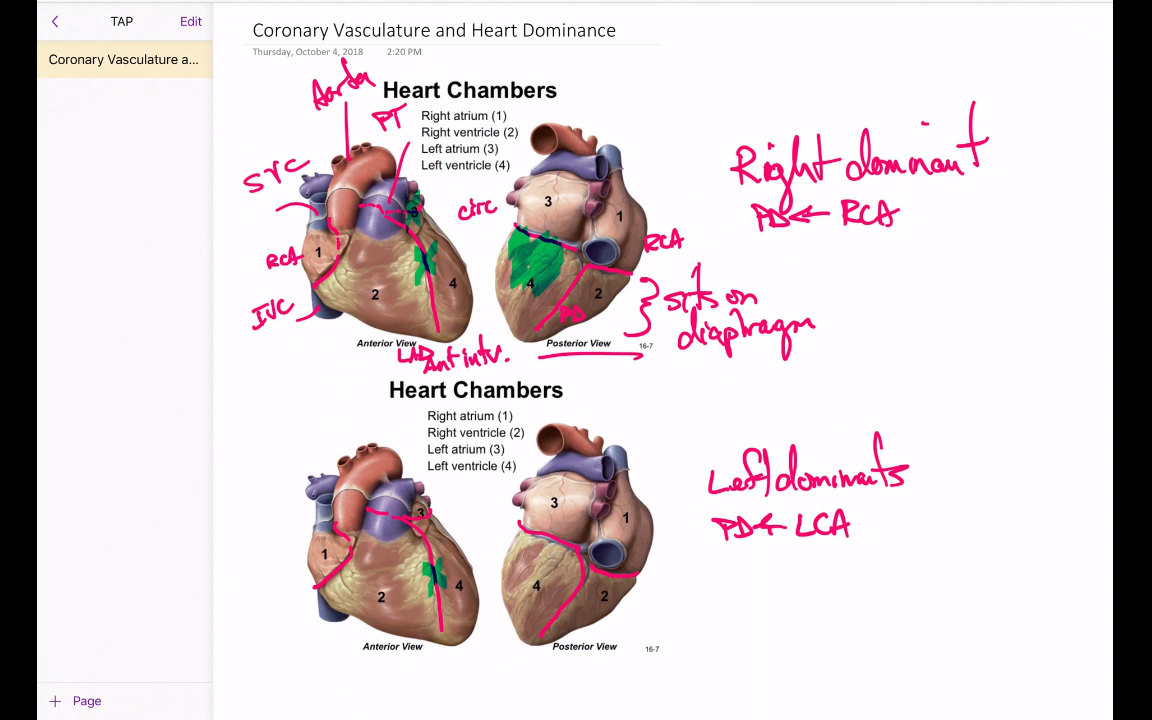 TAP
Edit
Coronary Vasculature a...
+ Page
Coronary Vasculature and Heart Dominance
Thursday, October 4, 2018 2:20 PM
Aorta
Heart Chambers
PT
Right atrium (1)
Right ventricle (2)
Left atrium (3)
Left ventricle (4)
SVC
circ
RCA
IVC
1
2
3
4
3
1
4
2
RCA
PD
sits on
diaphragm
Anterior View
Posterior View
16-7
LAD
Ant intv.
Right dominant
PD ← RCA
Heart Chambers
Right atrium (1)
Right ventricle (2)
Left atrium (3)
Left ventricle (4)
1
2
3
4
3
1
4
2
Anterior View
Posterior View
16-7
Left dominants
PD ← LCA